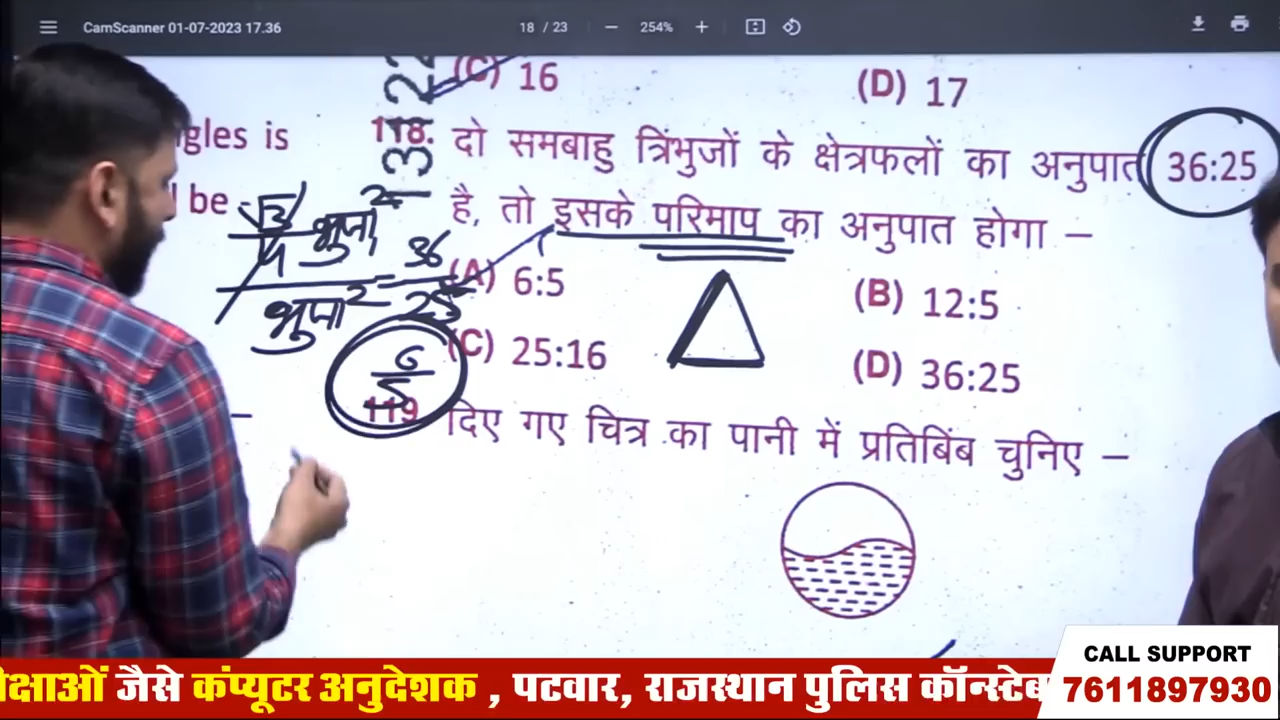 CamScanner 01-07-2023 17.36
18 / 23
254%
(C) 16
(D) 17
gles is
118. दो समबाहु त्रिभुजों के क्षेत्रफलों का अनुपात 36:25
be
है, तो इसके परिमाप का अनुपात होगा –
(A) 6:5
(B) 12:5
(C) 25:16
(D) 36:25
√3/4 भुजा² / भुजा² = 36/25
6/5
119 दिए गए चित्र का पानी में प्रतिबिंब चुनिए –
CALL SUPPORT
7611897930
क्षाओं जैसे कंप्यूटर अनुदेशक , पटवार, राजस्थान पुलिस कॉन्स्टेब